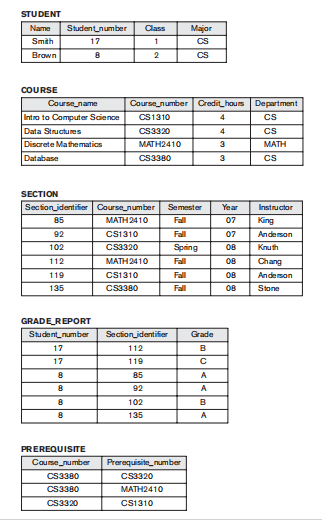 STUDENT
Name Student_number Class Major
Smith 17 1 CS
Brown 8 2 CS
COURSE
Course_name Course_number Credit_hours Department
Intro to Computer Science CS1310 4 CS
Data Structures CS3320 4 CS
Discrete Mathematics MATH2410 3 MATH
Database CS3380 3 CS
SECTION
Section_identifier Course_number Semester Year Instructor
85 MATH2410 Fall 07 King
92 CS1310 Fall 07 Anderson
102 CS3320 Spring 08 Knuth
112 MATH2410 Fall 08 Chang
119 CS1310 Fall 08 Anderson
135 CS3380 Fall 08 Stone
GRADE_REPORT
Student_number Section_identifier Grade
17 112 B
17 119 C
8 85 A
8 92 A
8 102 B
8 135 A
PREREQUISITE
Course_number Prerequisite_number
CS3380 CS3320
CS3380 MATH2410
CS3320 CS1310